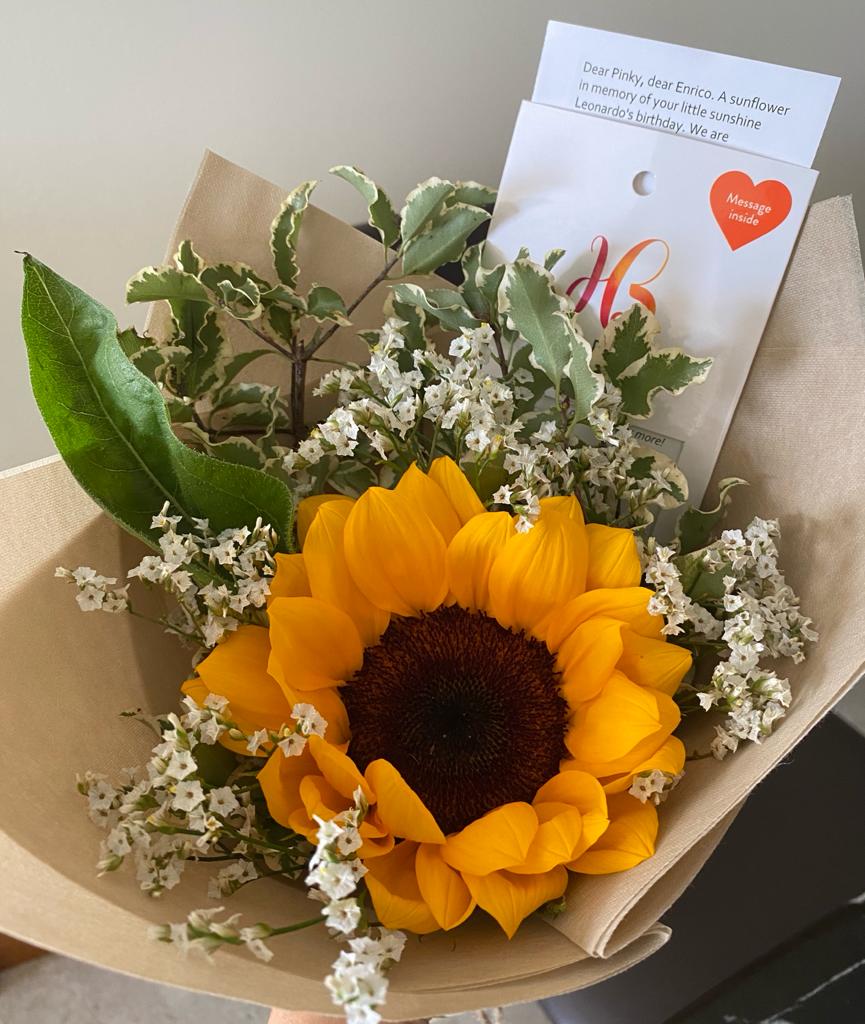 Dear Pinky, dear Enrico. A sunflower
in memory of your little sunshine
Leonardo's birthday. We are
Message
inside
more!